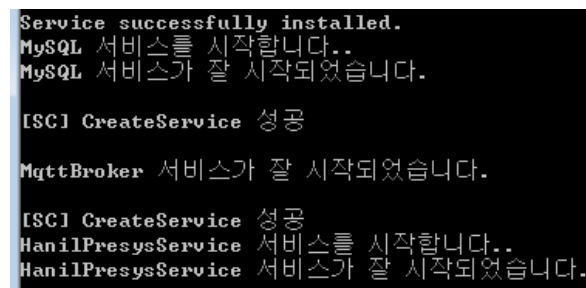 Service successfully installed.
MySQL 서비스를 시작합니다..
MySQL 서비스가 잘 시작되었습니다.
[SC] CreateService 성공
MqttBroker 서비스가 잘 시작되었습니다.
[SC] CreateService 성공
HanilPresysService 서비스를 시작합니다..
HanilPresysService 서비스가 잘 시작되었습니다.